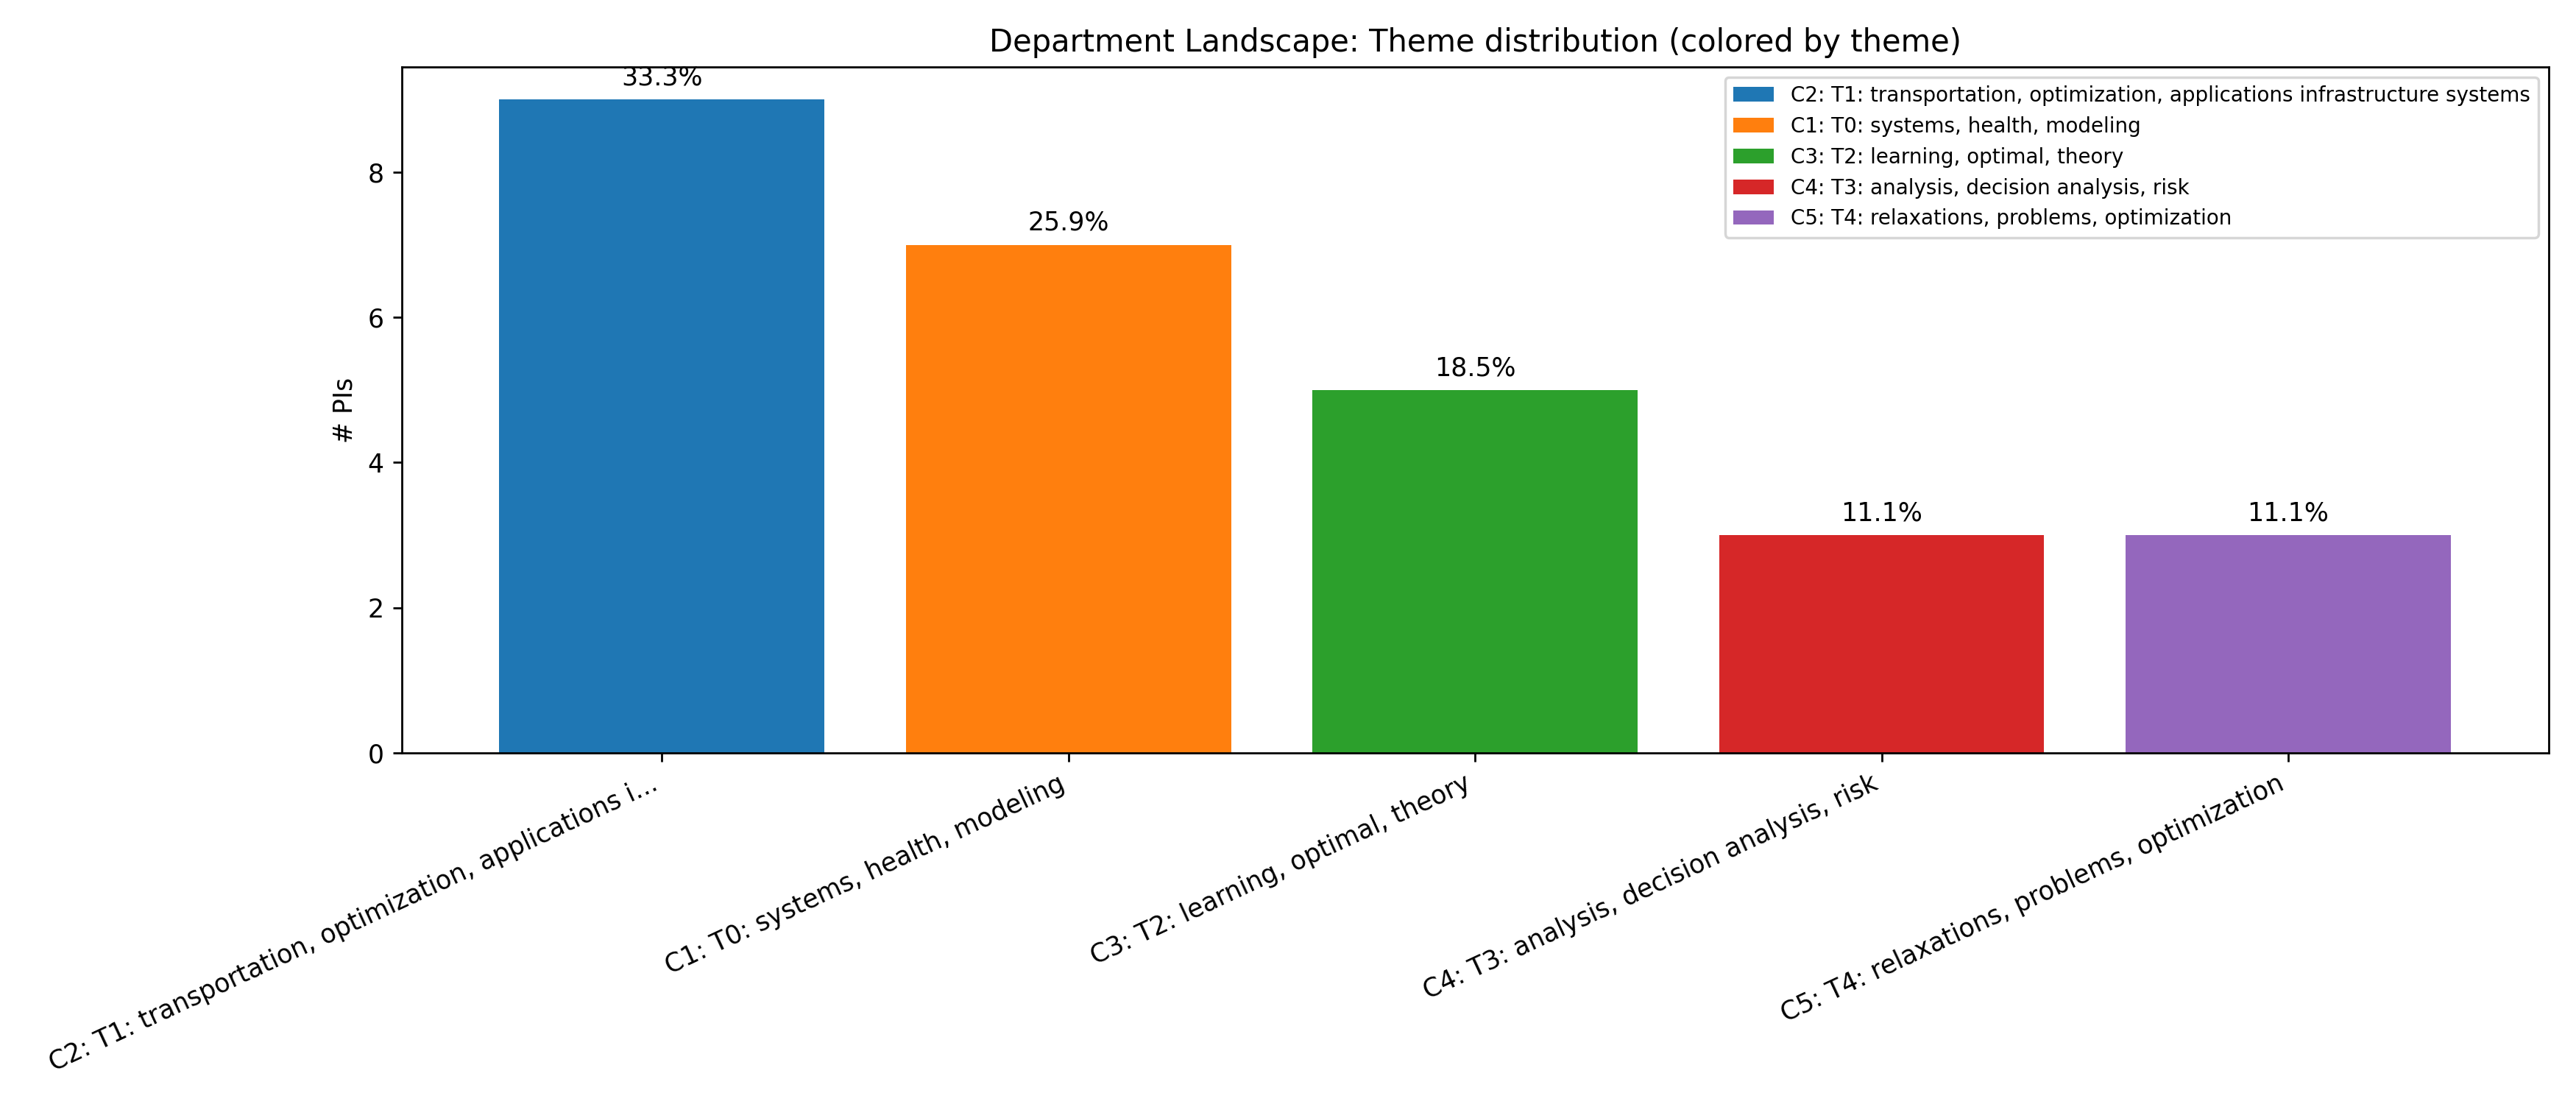 Department Landscape: Theme distribution (colored by theme)
33.3%
25.9%
18.5%
11.1%
11.1%
C2: T1: transportation, optimization, applications infrastructure systems
C1: T0: systems, health, modeling
C3: T2: learning, optimal, theory
C4: T3: analysis, decision analysis, risk
C5: T4: relaxations, problems, optimization
# PIs
8
6
4
2
0
C2: T1: transportation, optimization, applications i...
C1: T0: systems, health, modeling
C3: T2: learning, optimal, theory
C4: T3: analysis, decision analysis, risk
C5: T4: relaxations, problems, optimization